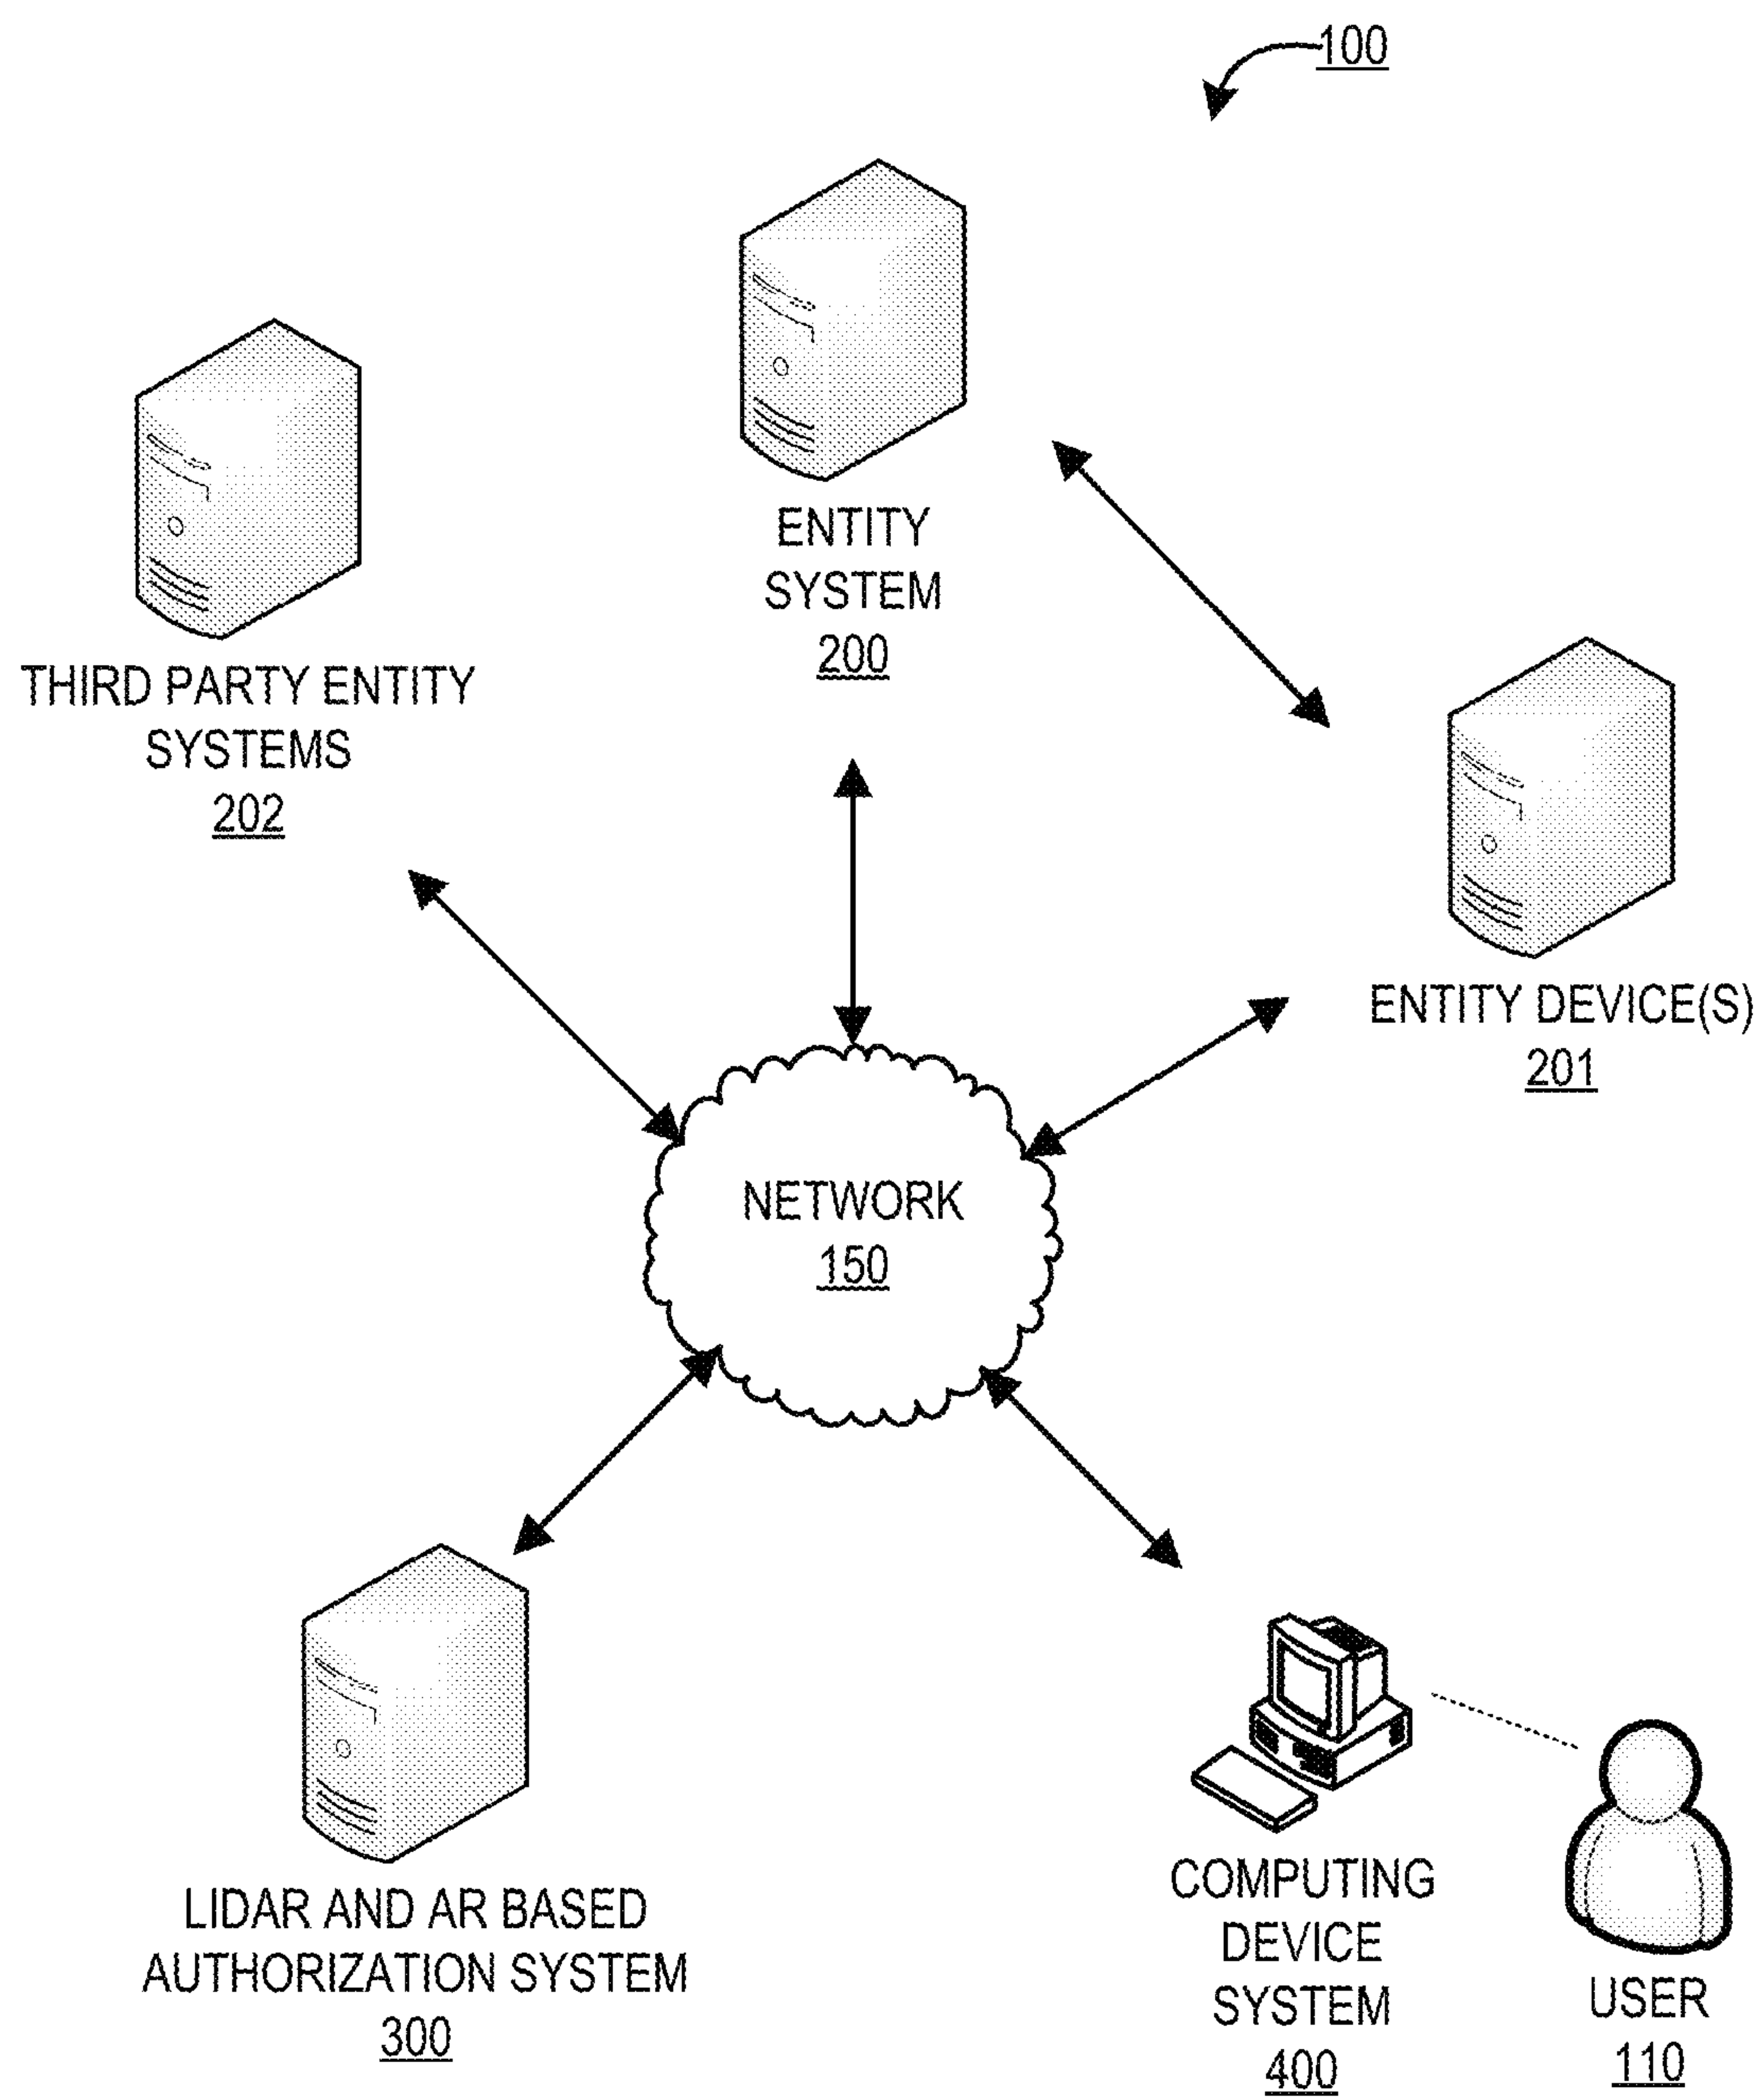 100
ENTITY
SYSTEM
200
THIRD PARTY ENTITY
SYSTEMS
202
ENTITY DEVICE(S)
201
NETWORK
150
LIDAR AND AR BASED
AUTHORIZATION SYSTEM
300
COMPUTING
DEVICE
SYSTEM
400
USER
110